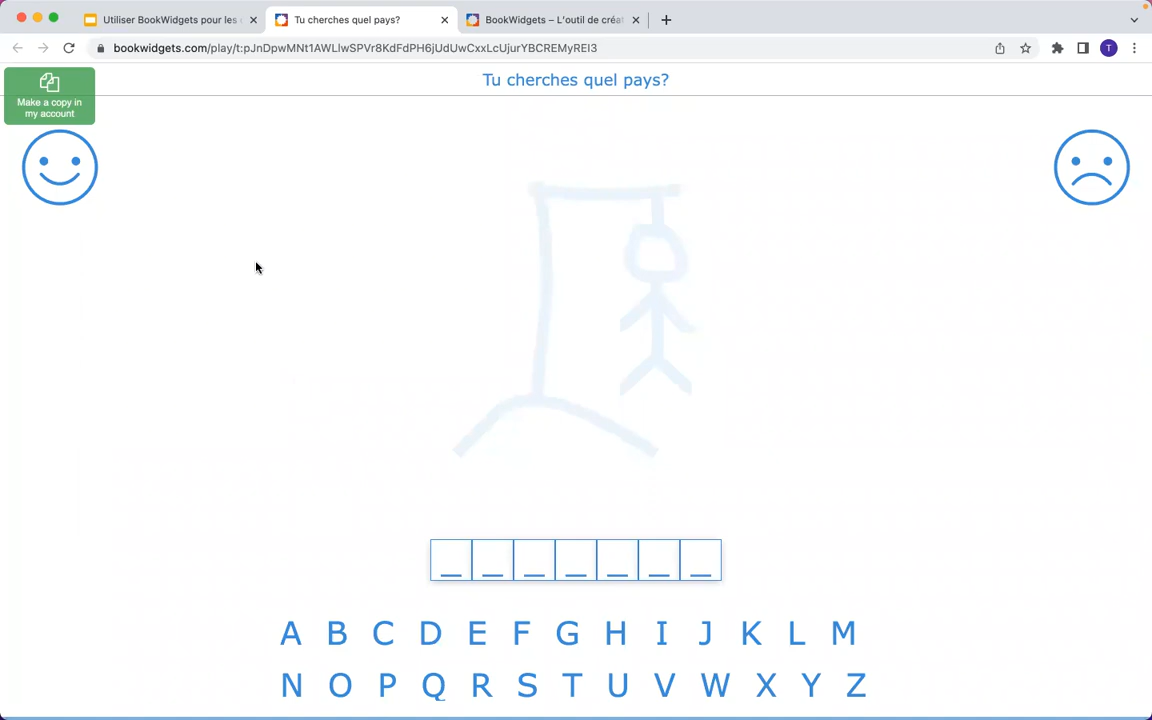 Utiliser BookWidgets pour les
Tu cherches quel pays?
BookWidgets – L'outil de créat
bookwidgets.com/play/t:pJnDpwMNt1AWLlwSPVr8KdFdPH6jUdUwCxxLcUjurYBCREMyREI3
T
Tu cherches quel pays?
Make a copy in
my account
A B C D E F G H I J K L M
N O P Q R S T U V W X Y Z